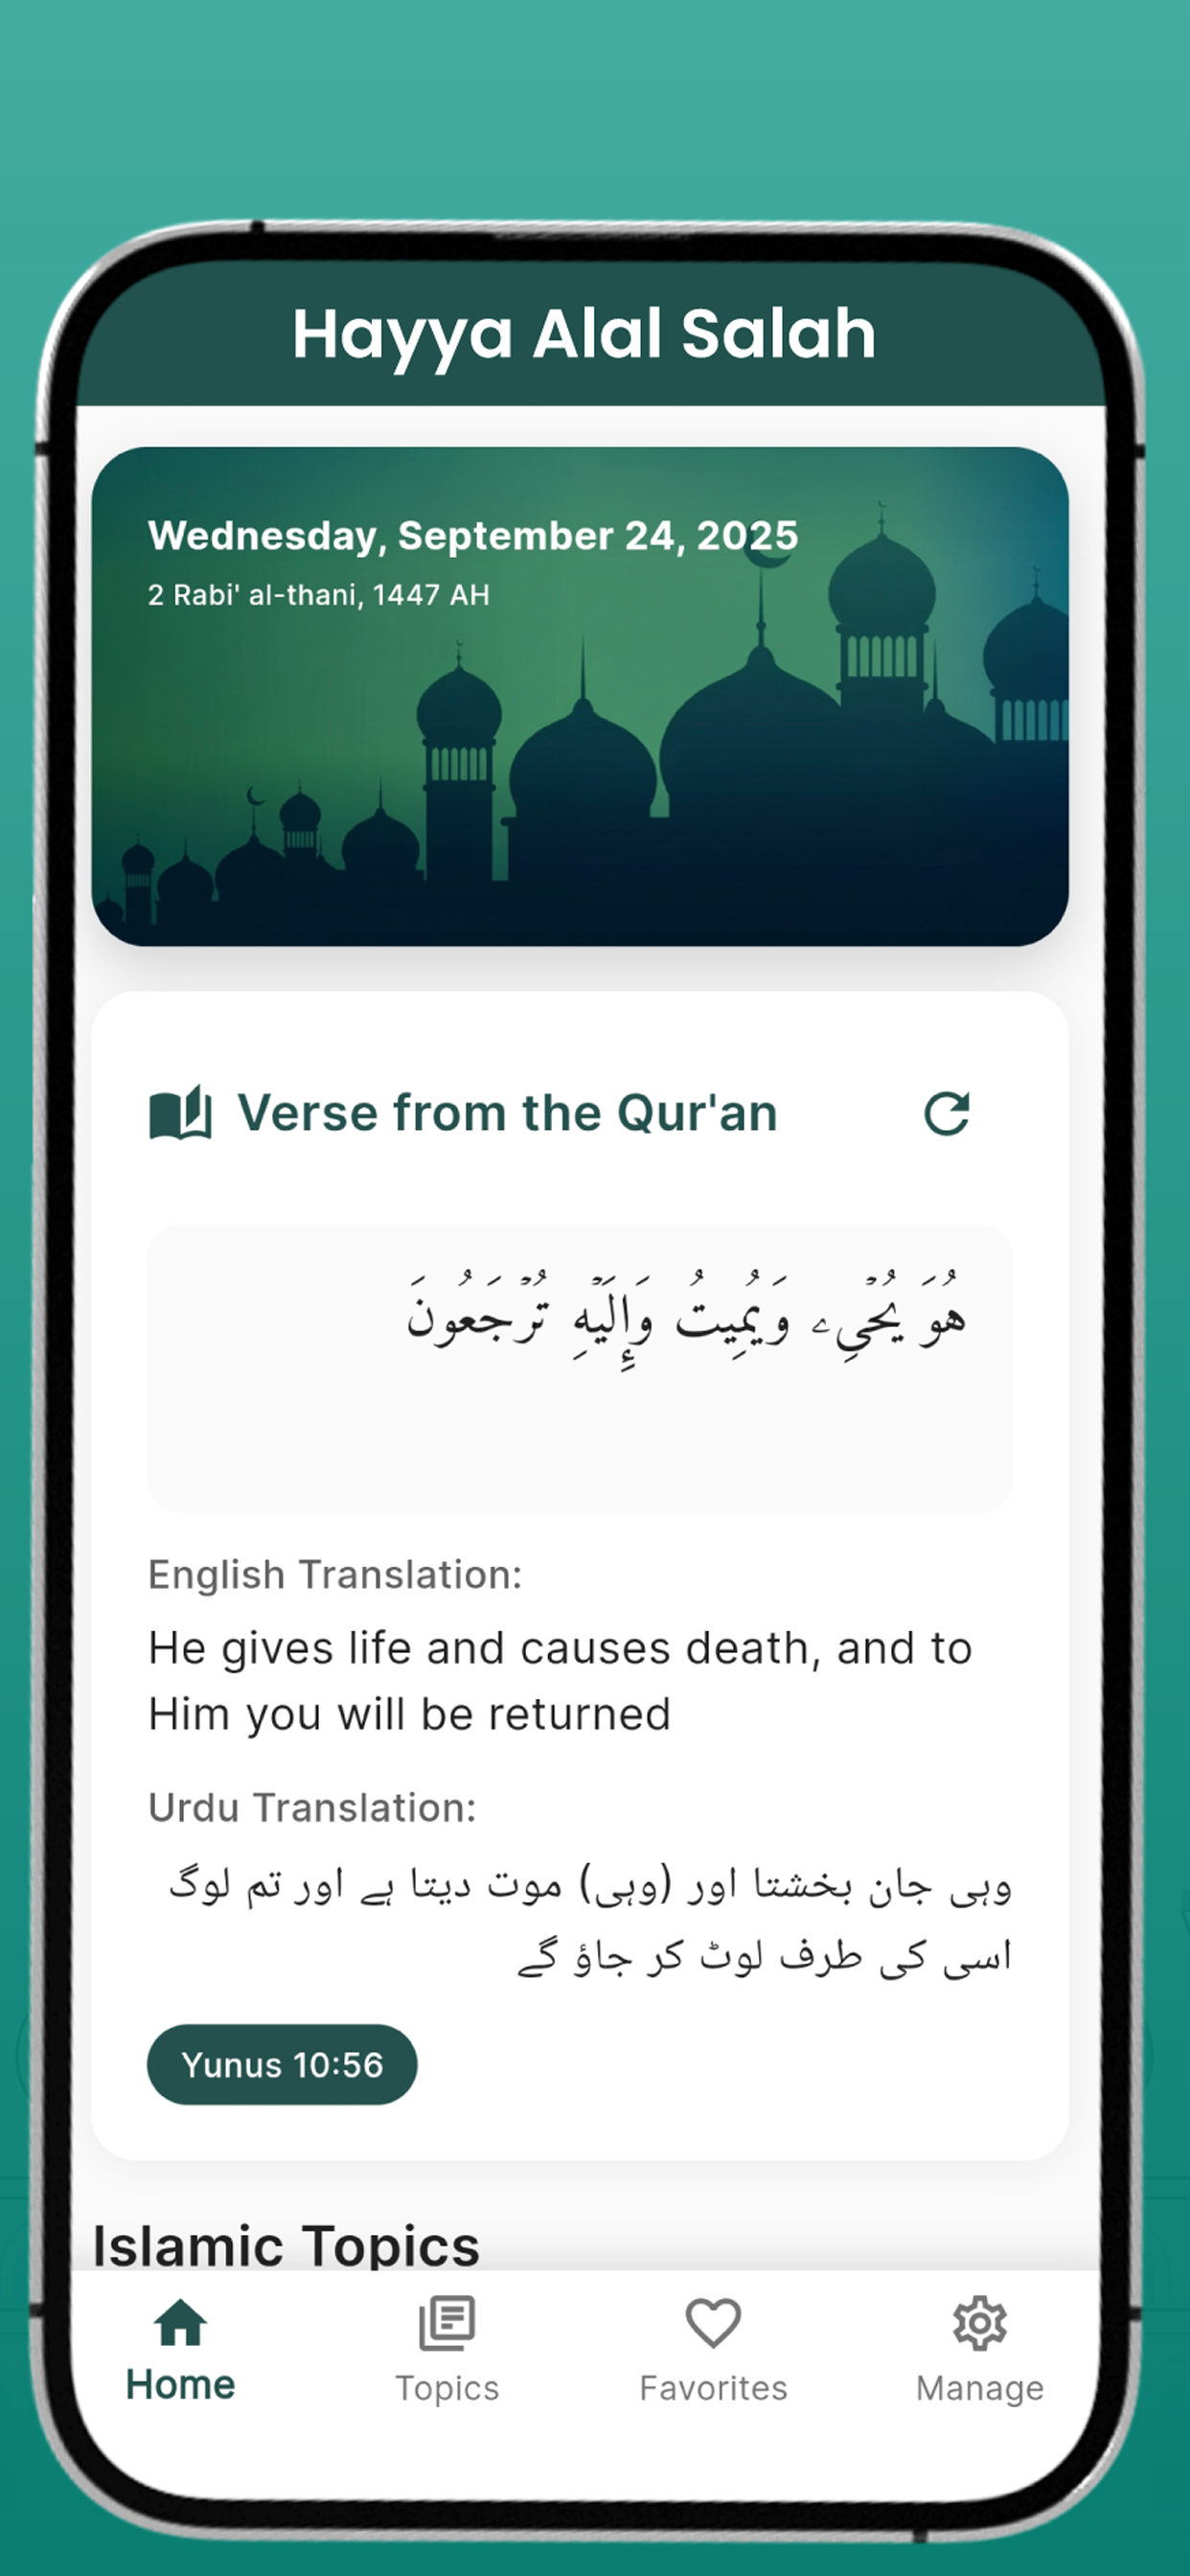 Hayya Alal Salah
Wednesday, September 24, 2025
2 Rabi' al-thani, 1447 AH
Verse from the Qur'an
هُوَ يُحْيِۦ وَيُمِيتُ وَإِلَيْهِ تُرْجَعُونَ
English Translation:
He gives life and causes death, and to
Him you will be returned
Urdu Translation:
وہی جان بخشتا اور (وہی) موت دیتا ہے اور تم لوگ
اسی کی طرف لوٹ کر جاؤ گے
Yunus 10:56
Islamic Topics
Home
Topics
Favorites
Manage